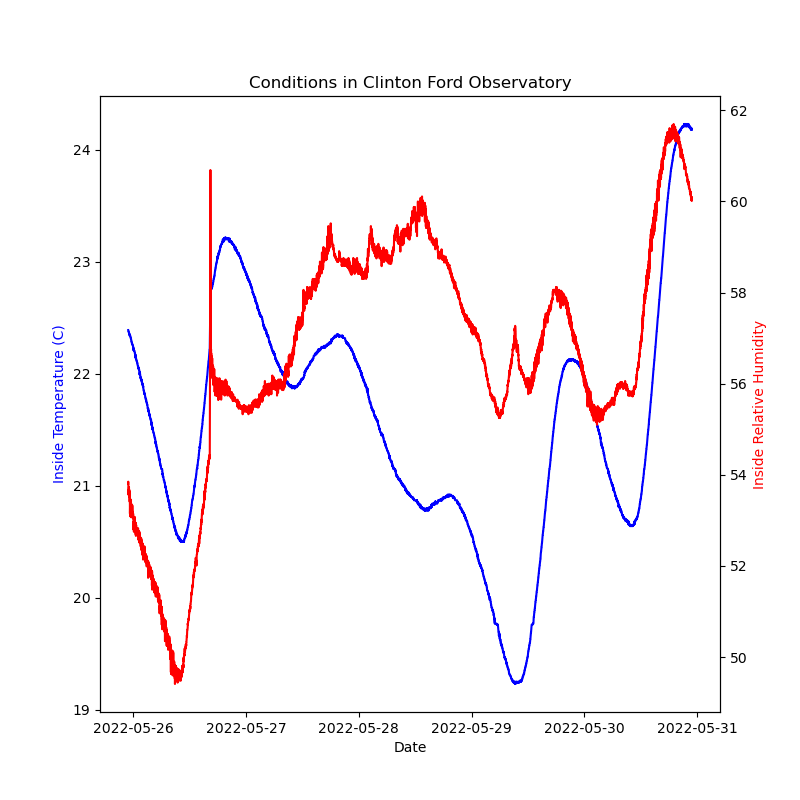 Conditions in Clinton Ford Observatory
Inside Temperature (C)
24
23
22
21
20
19
62
60
58
56
54
52
50
Inside Relative Humidity
2022-05-26 2022-05-27 2022-05-28 2022-05-29 2022-05-30 2022-05-31
Date